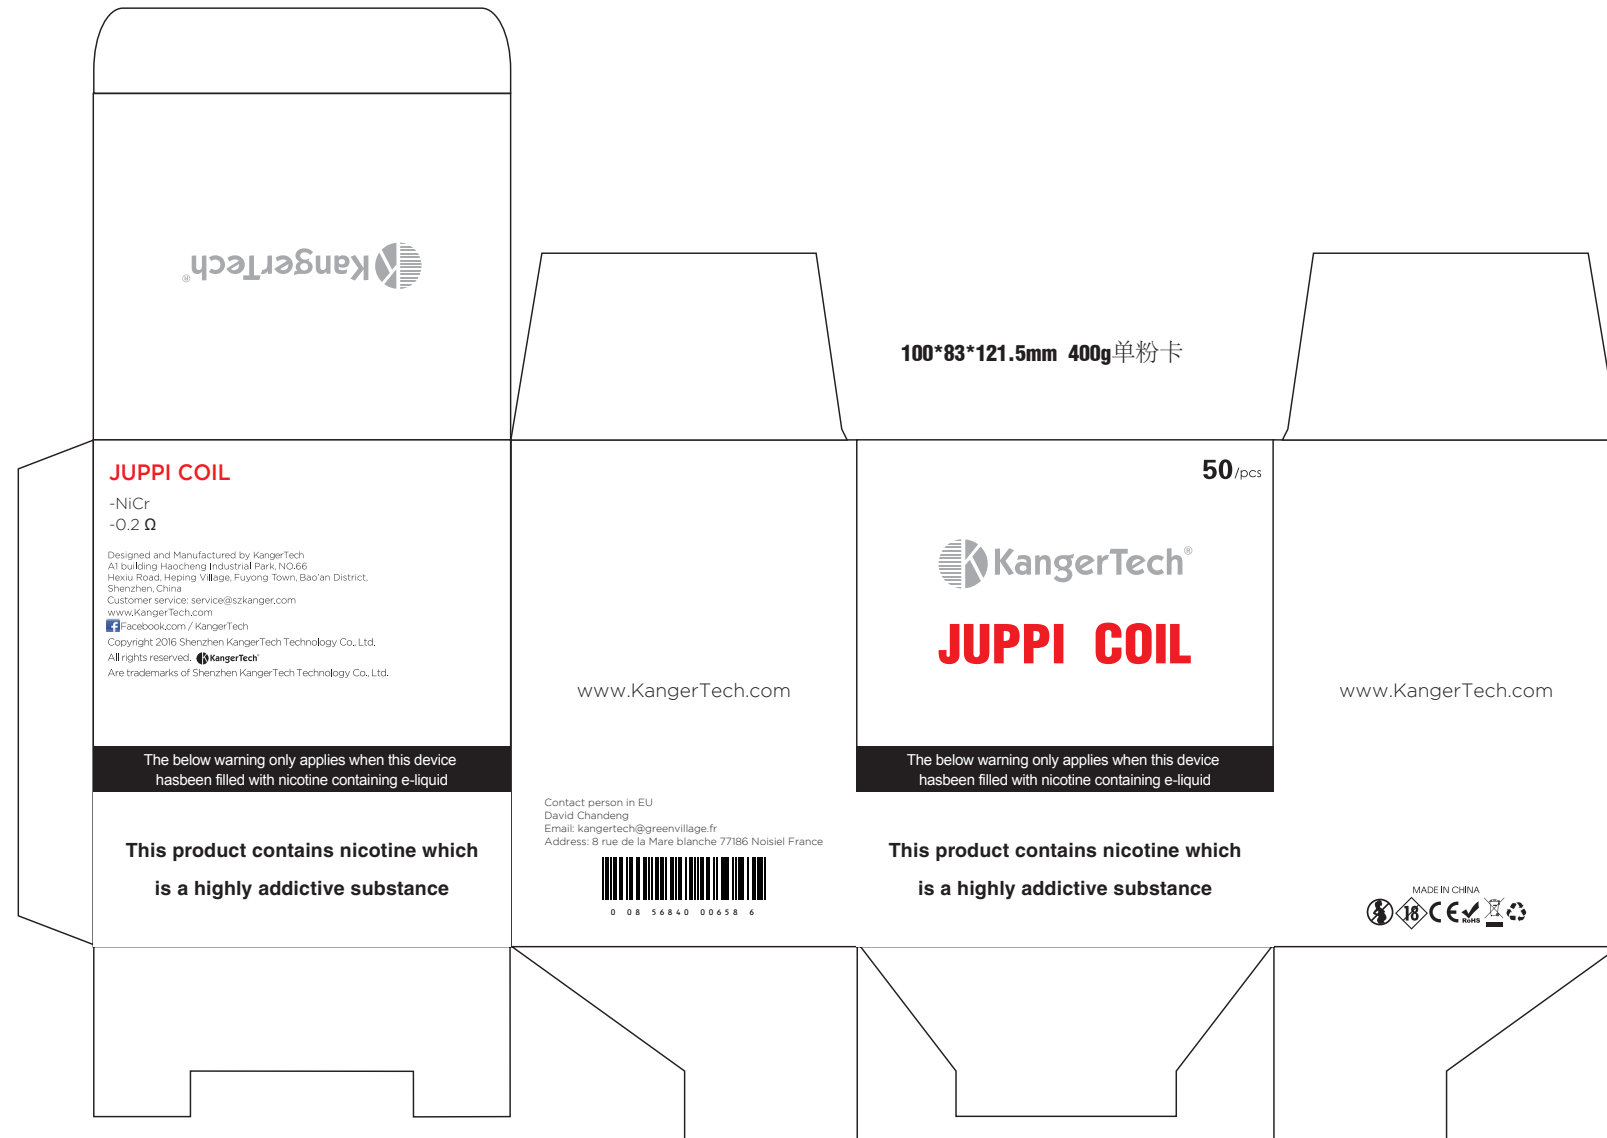 KangerTech®
100*83*121.5mm 400g单粉卡
JUPPI COIL
-NiCr
-0.2 Ω
Designed and Manufactured by KangerTech
A1 building Haocheng Industrial Park, NO.66
Hexiu Road, Heping Village, Fuyong Town, Bao'an District,
Shenzhen, China
Customer service: service@szkanger.com
www.KangerTech.com
Facebook.com / KangerTech
Copyright 2016 Shenzhen KangerTech Technology Co., Ltd.
All rights reserved. KangerTech®
Are trademarks of Shenzhen KangerTech Technology Co., Ltd.
The below warning only applies when this device
hasbeen filled with nicotine containing e-liquid
This product contains nicotine which
is a highly addictive substance
www.KangerTech.com
Contact person in EU
David Chandeng
Email: kangertech@greenvillage.fr
Address: 8 rue de la Mare blanche 77186 Noisiel France
0 08 56840 00658 6
50/pcs
KangerTech®
JUPPI COIL
The below warning only applies when this device
hasbeen filled with nicotine containing e-liquid
This product contains nicotine which
is a highly addictive substance
www.KangerTech.com
MADE IN CHINA
18 CE RoHS